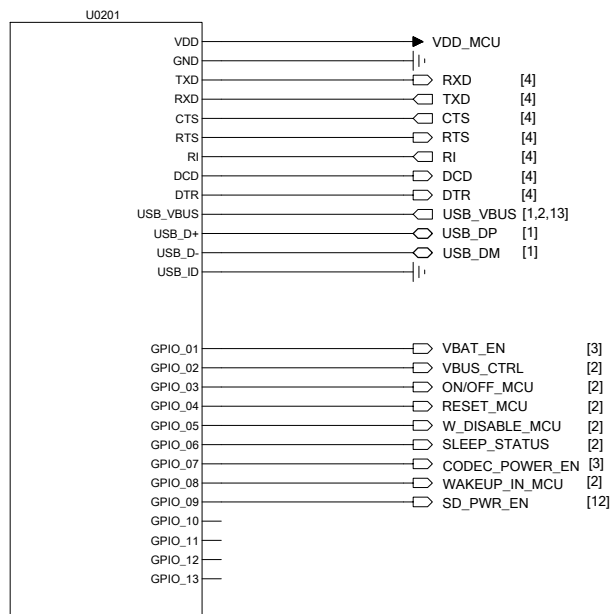 U0201
VDD VDD_MCU
GND
TXD RXD [4]
RXD TXD [4]
CTS CTS [4]
RTS RTS [4]
RI RI [4]
DCD DCD [4]
DTR DTR [4]
USB_VBUS USB_VBUS [1,2,13]
USB_D+ USB_DP [1]
USB_D- USB_DM [1]
USB_ID
GPIO_01 VBAT_EN [3]
GPIO_02 VBUS_CTRL [2]
GPIO_03 ON/OFF_MCU [2]
GPIO_04 RESET_MCU [2]
GPIO_05 W_DISABLE_MCU [2]
GPIO_06 SLEEP_STATUS [2]
GPIO_07 CODEC_POWER_EN [3]
GPIO_08 WAKEUP_IN_MCU [2]
GPIO_09 SD_PWR_EN [12]
GPIO_10
GPIO_11
GPIO_12
GPIO_13